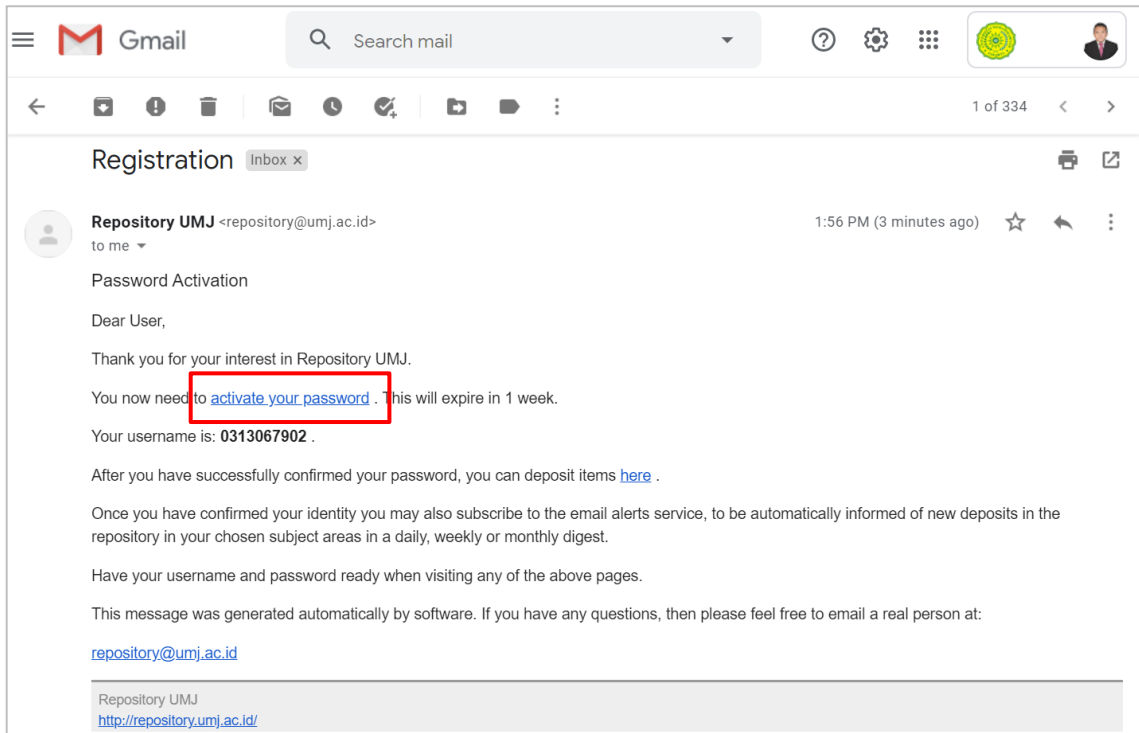 Gmail
Search mail
1 of 334
Registration Inbox x
Repository UMJ <repository@umj.ac.id> 1:56 PM (3 minutes ago)
to me
Password Activation
Dear User,
Thank you for your interest in Repository UMJ.
You now need to activate your password . This will expire in 1 week.
Your username is: 0313067902 .
After you have successfully confirmed your password, you can deposit items here .
Once you have confirmed your identity you may also subscribe to the email alerts service, to be automatically informed of new deposits in the
repository in your chosen subject areas in a daily, weekly or monthly digest.
Have your username and password ready when visiting any of the above pages.
This message was generated automatically by software. If you have any questions, then please feel free to email a real person at:
repository@umj.ac.id
Repository UMJ
http://repository.umj.ac.id/